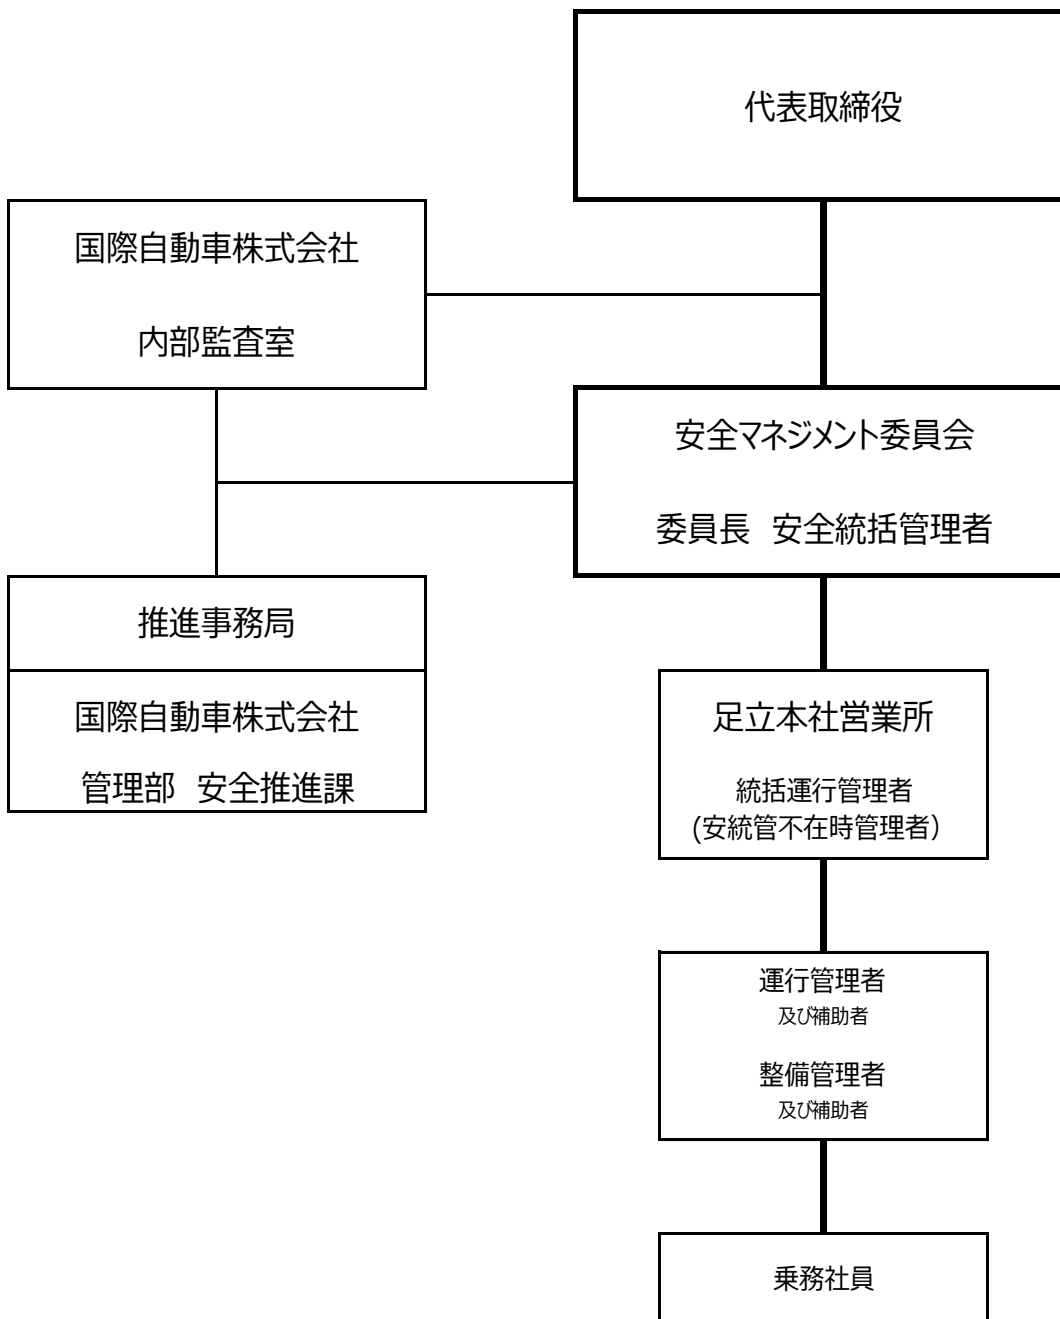 代表取締役
国際自動車株式会社
内部監査室
安全マネジメント委員会
委員長 安全統括管理者
推進事務局
国際自動車株式会社
管理部 安全推進課
足立本社営業所
統括運行管理者
(安統管不在時管理者）
運行管理者
及び補助者
整備管理者
及び補助者
乗務社員